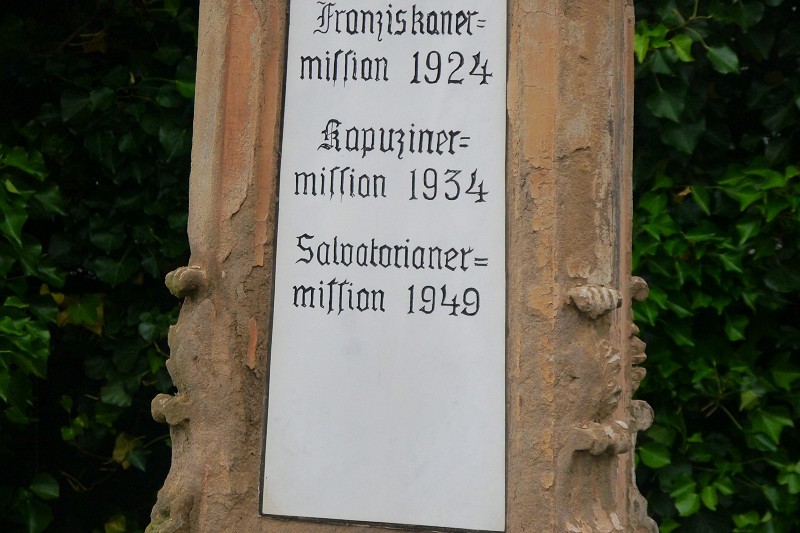 Franziskaner=
miſſion 1924
Kapuziner=
miſſion 1934
Salvatorianer=
miſſion 1949